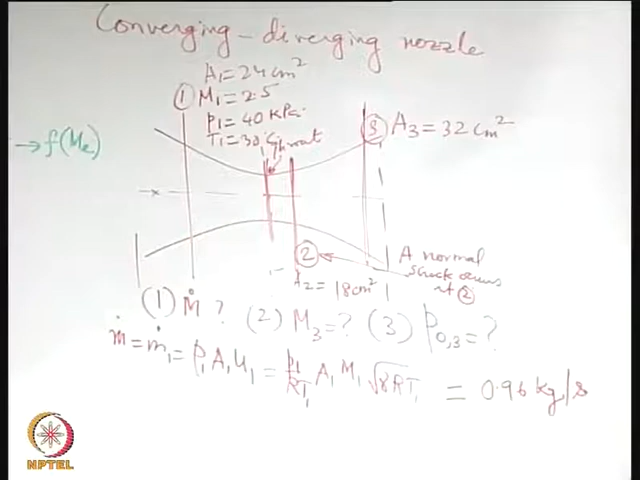 Converging - diverging nozzle
A₁ = 24 cm²
① M₁ = 2.5
p₁ = 40 kPa
T₁ = 30°C
throat
③ A₃ = 32 cm²
→ f(Me)
②
A₂ = 18 cm²
A normal
shock occurs
at ②
(1) ṁ ? (2) M₃ = ? (3) p₀,₃ = ?
ṁ = ṁ₁ = ρ₁ A₁ u₁ = p₁/RT₁ A₁ M₁ √γRT₁ = 0.96 kg/s
NPTEL